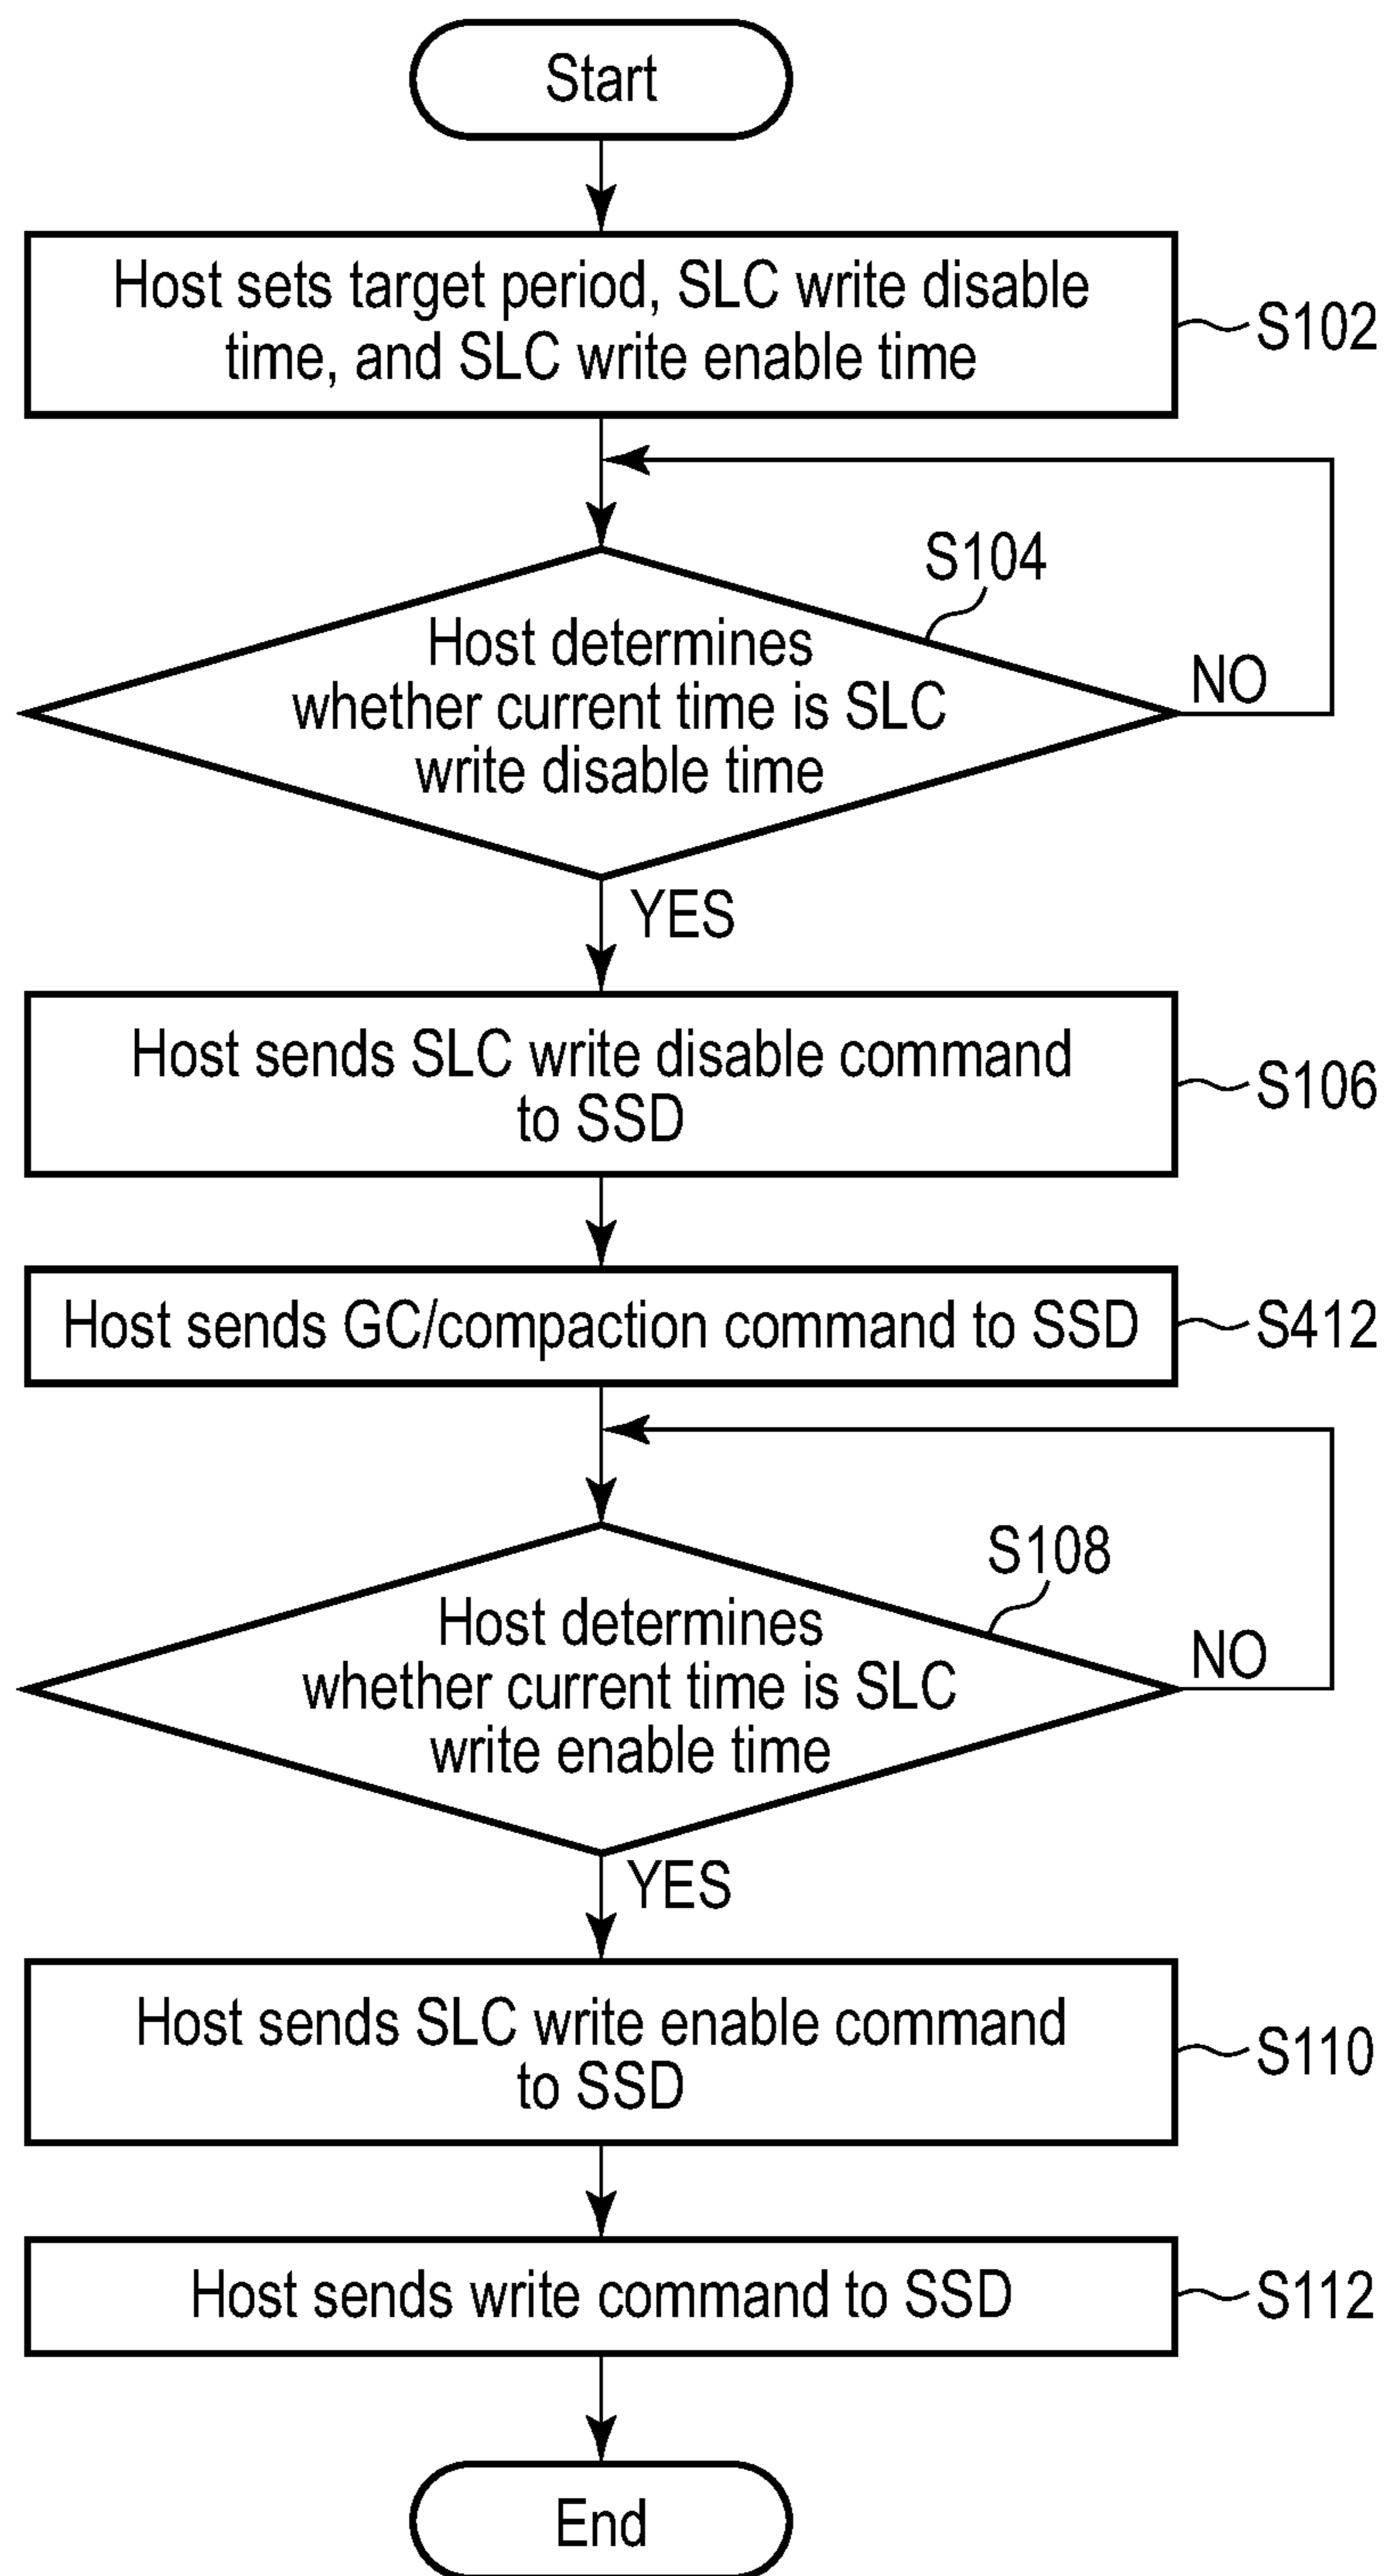 Start
Host sets target period, SLC write disable
time, and SLC write enable time
S102
S104
Host determines
whether current time is SLC
write disable time
NO
YES
Host sends SLC write disable command
to SSD
S106
Host sends GC/compaction command to SSD
S412
S108
Host determines
whether current time is SLC
write enable time
NO
YES
Host sends SLC write enable command
to SSD
S110
Host sends write command to SSD
S112
End